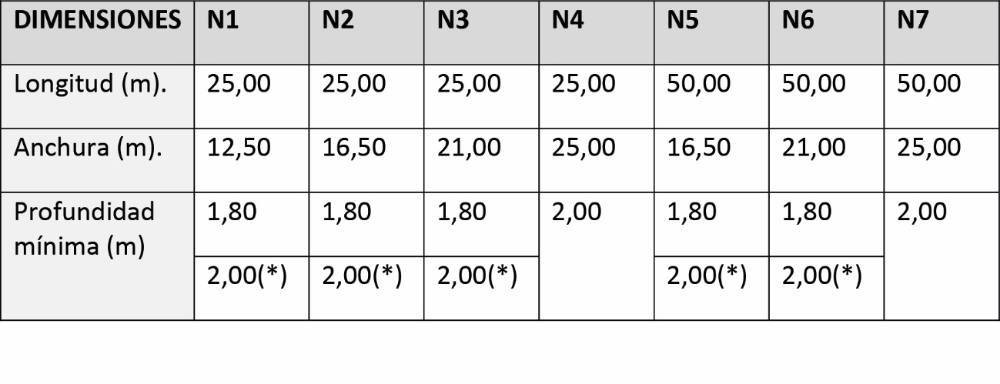 DIMENSIONES N1 N2 N3 N4 N5 N6 N7
Longitud (m). 25,00 25,00 25,00 25,00 50,00 50,00 50,00
Anchura (m). 12,50 16,50 21,00 25,00 16,50 21,00 25,00
Profundidad 1,80 1,80 1,80 2,00 1,80 1,80 2,00
mínima (m)
2,00(*) 2,00(*) 2,00(*) 2,00(*) 2,00(*)